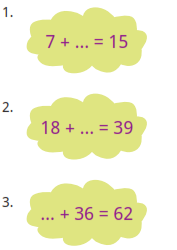 1.
7 + ... = 15
2.
18 + ... = 39
3.
... + 36 = 62